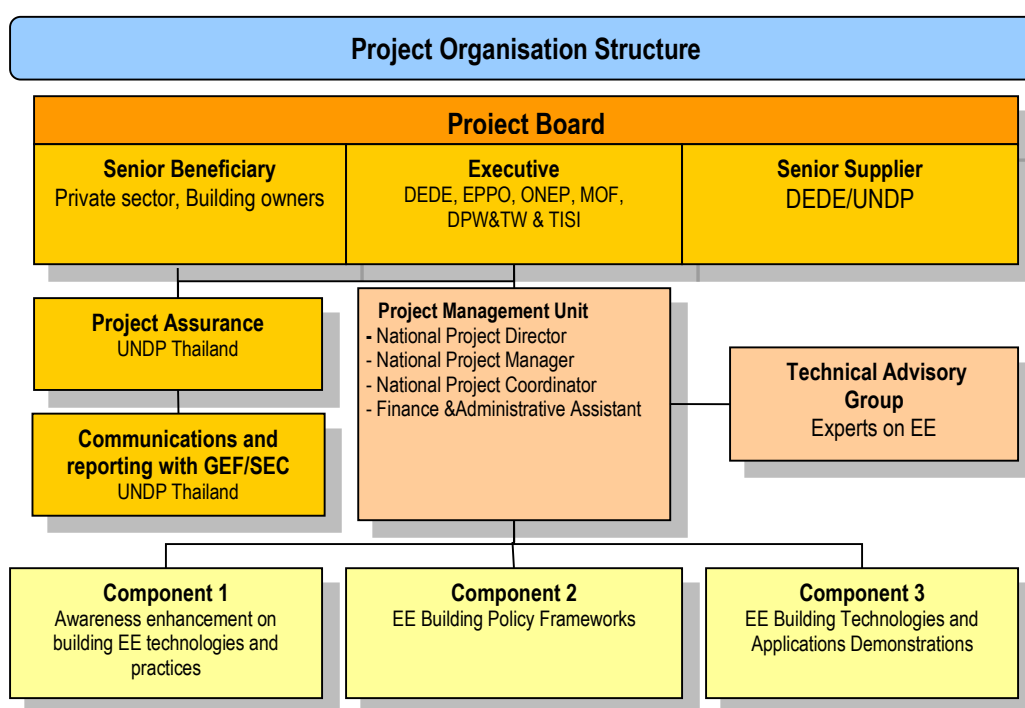 Project Organisation Structure
Project Board
Senior Beneficiary
Private sector, Building owners
Executive
DEDE, EPPO, ONEP, MOF,
DPW&TW & TISI
Senior Supplier
DEDE/UNDP
Project Assurance
UNDP Thailand
Communications and
reporting with GEF/SEC
UNDP Thailand
Project Management Unit
- National Project Director
- National Project Manager
- National Project Coordinator
- Finance &Administrative Assistant
Technical Advisory
Group
Experts on EE
Component 1
Awareness enhancement on
building EE technologies and
practices
Component 2
EE Building Policy Frameworks
Component 3
EE Building Technologies and
Applications Demonstrations